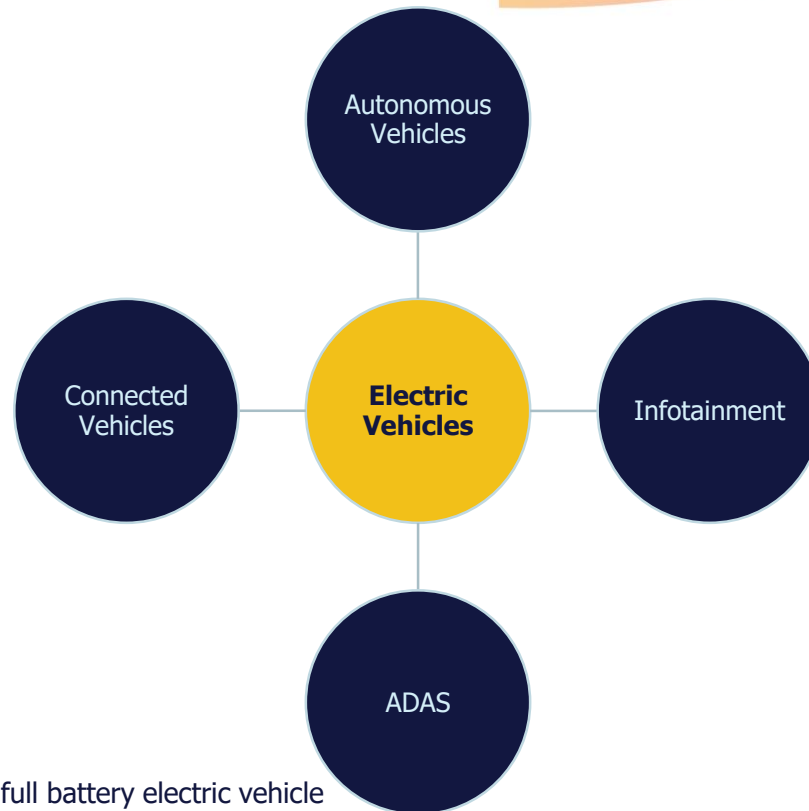 Autonomous
Vehicles
Connected
Vehicles
Electric
Vehicles
Infotainment
ADAS
full battery electric vehicle